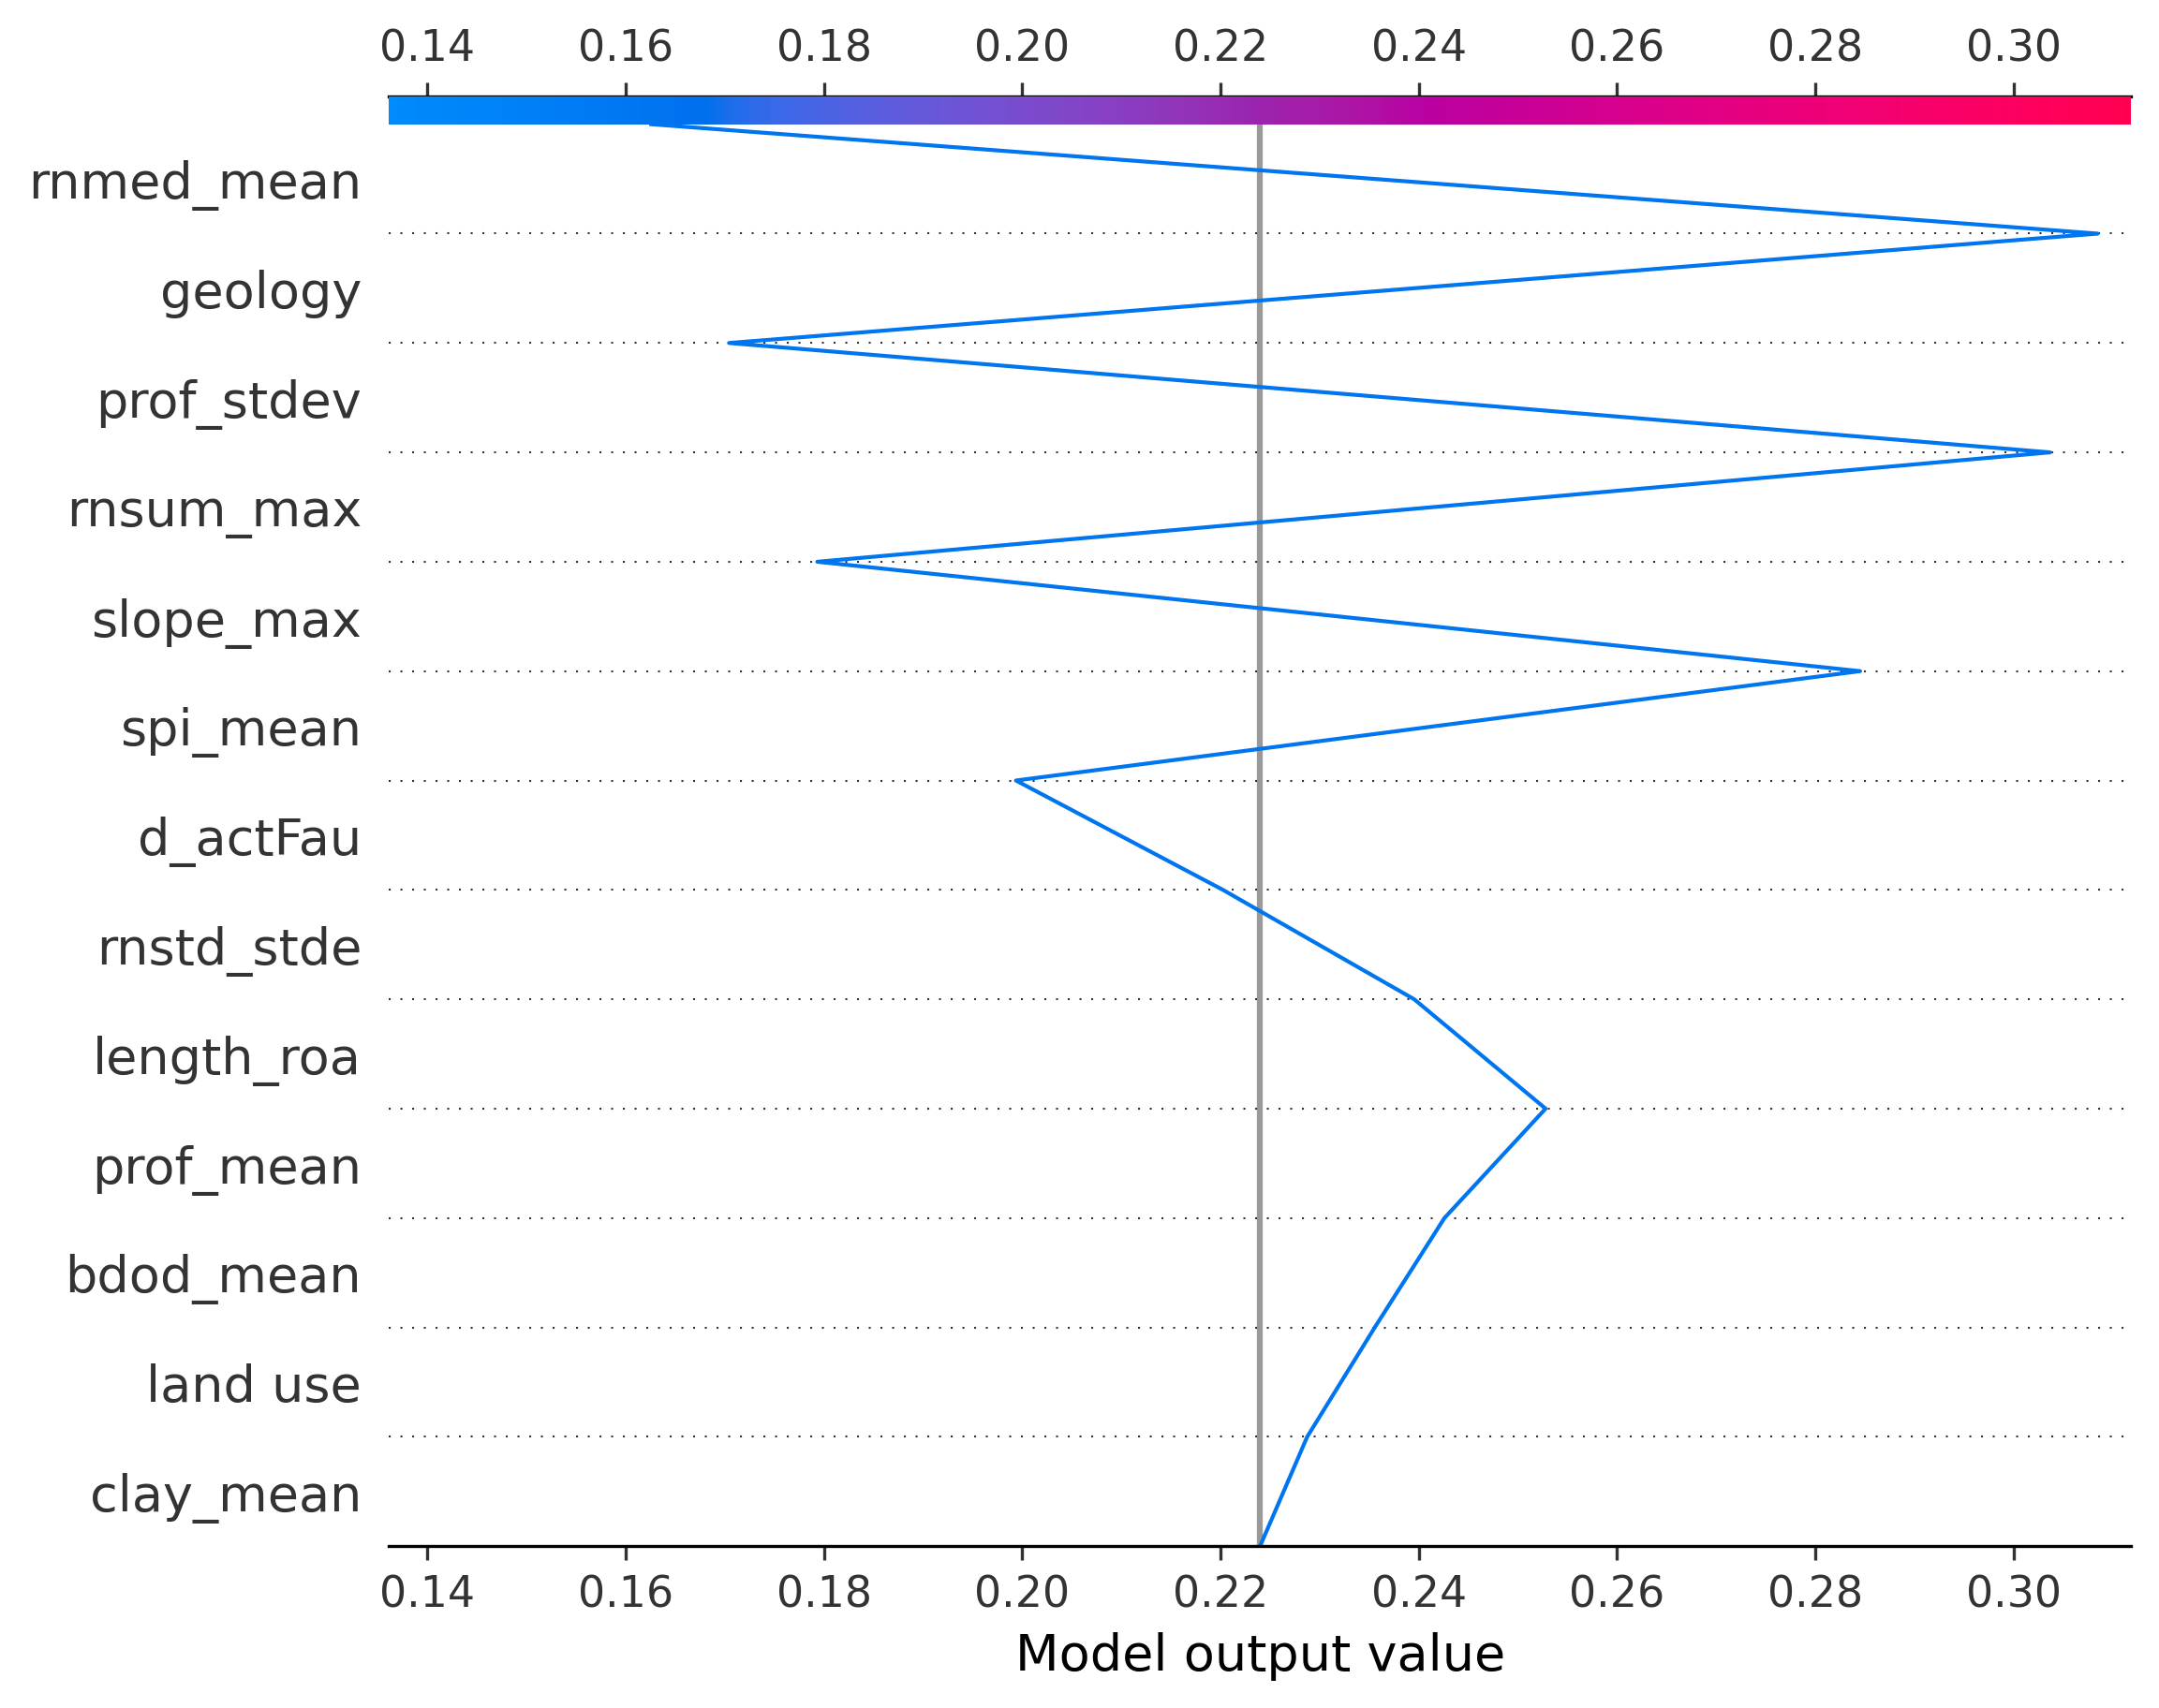 0.14 0.16 0.18 0.20 0.22 0.24 0.26 0.28 0.30
rnmed_mean
geology
prof_stdev
rnsum_max
slope_max
spi_mean
d_actFau
rnstd_stde
length_roa
prof_mean
bdod_mean
land use
clay_mean
0.14 0.16 0.18 0.20 0.22 0.24 0.26 0.28 0.30
Model output value